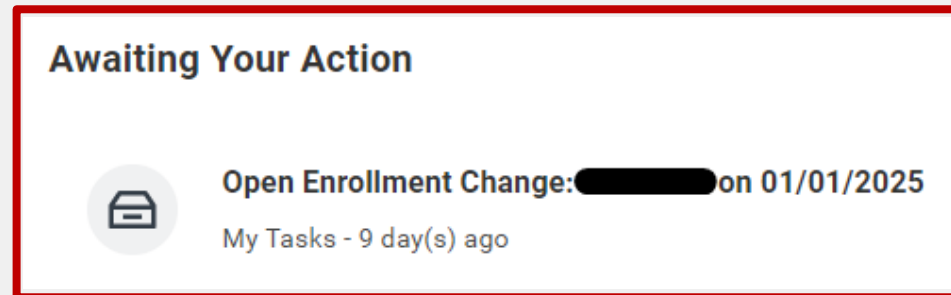 Awaiting Your Action
Open Enrollment Change: on 01/01/2025
My Tasks - 9 day(s) ago